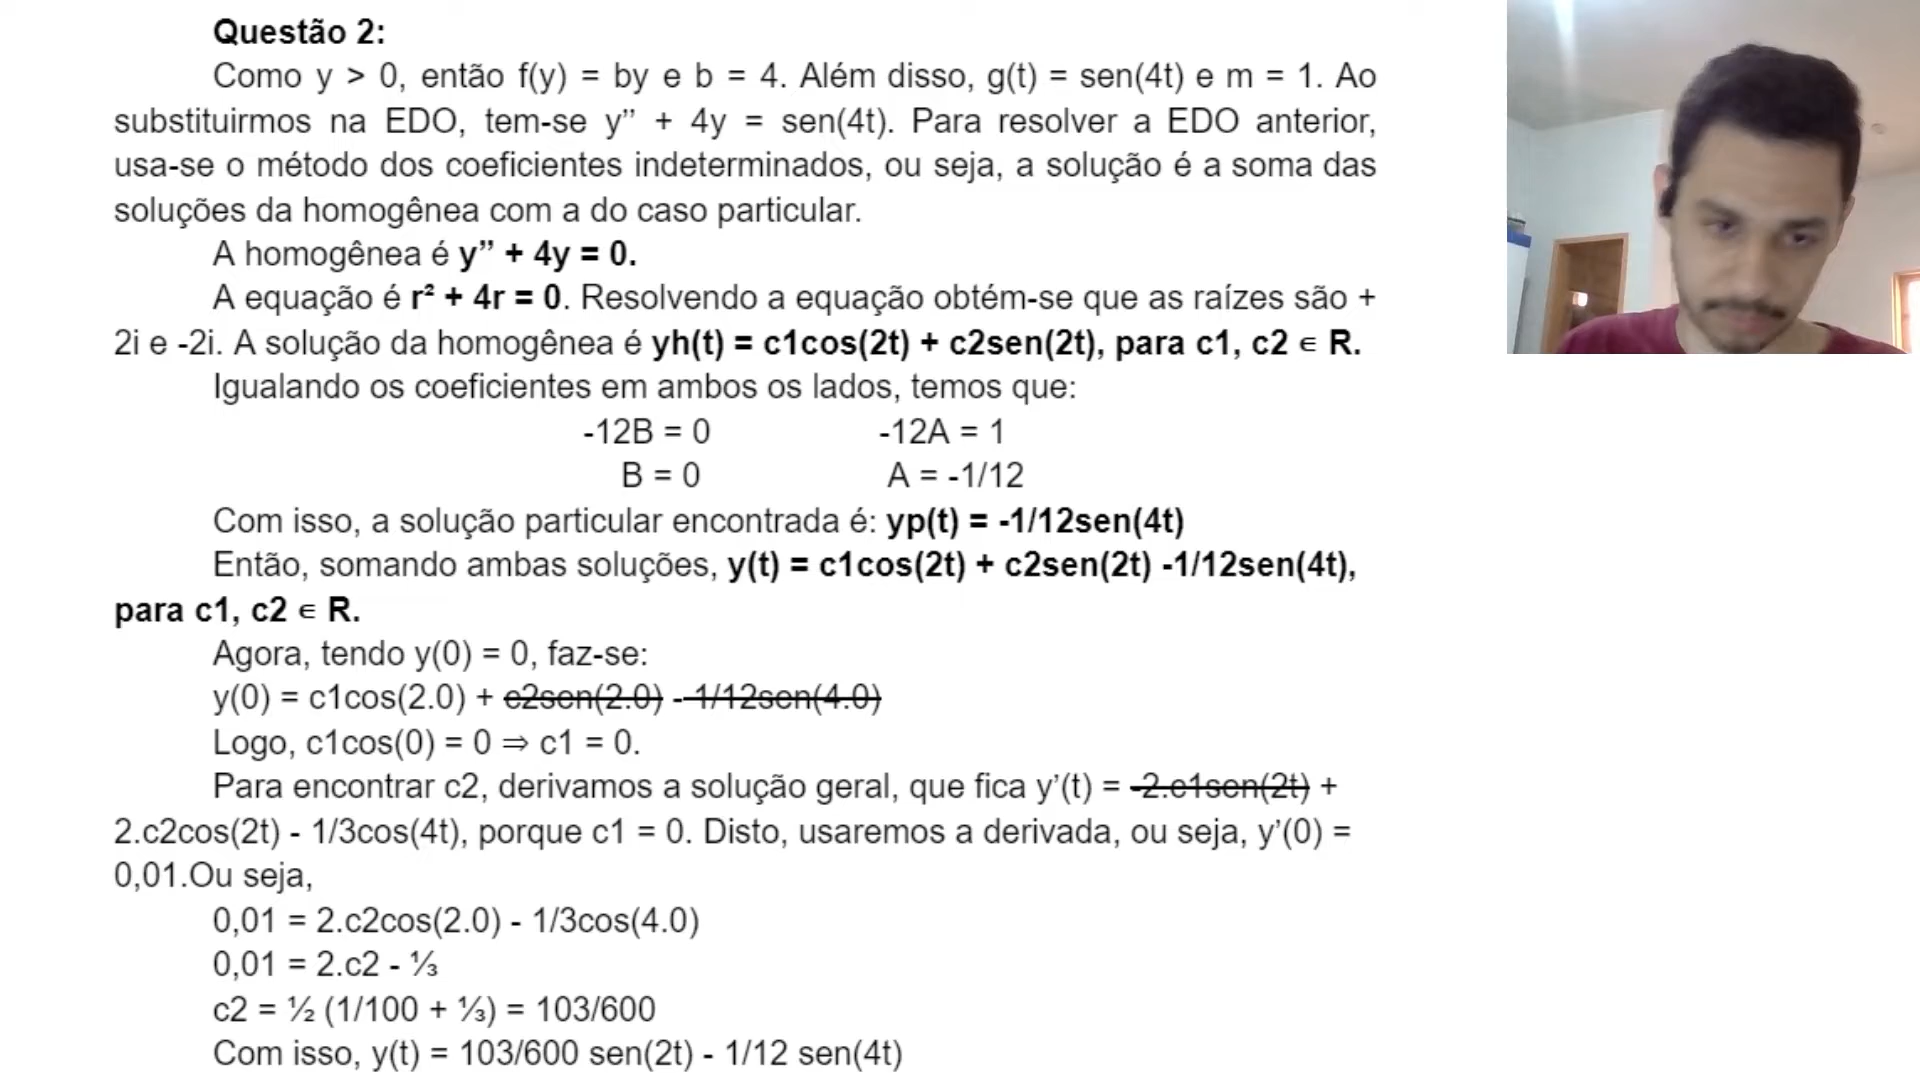 Questão 2:
Como y > 0, então f(y) = by e b = 4. Além disso, g(t) = sen(4t) e m = 1. Ao
substituirmos na EDO, tem-se y” + 4y = sen(4t). Para resolver a EDO anterior,
usa-se o método dos coeficientes indeterminados, ou seja, a solução é a soma das
soluções da homogênea com a do caso particular.
A homogênea é y” + 4y = 0.
A equação é r² + 4r = 0. Resolvendo a equação obtém-se que as raízes são +
2i e -2i. A solução da homogênea é yh(t) = c1cos(2t) + c2sen(2t), para c1, c2 ∈ R.
Igualando os coeficientes em ambos os lados, temos que:
-12B = 0 -12A = 1
B = 0 A = -1/12
Com isso, a solução particular encontrada é: yp(t) = -1/12sen(4t)
Então, somando ambas soluções, y(t) = c1cos(2t) + c2sen(2t) -1/12sen(4t),
para c1, c2 ∈ R.
Agora, tendo y(0) = 0, faz-se:
y(0) = c1cos(2.0) + c2sen(2.0) - 1/12sen(4.0)
Logo, c1cos(0) = 0 ⇒ c1 = 0.
Para encontrar c2, derivamos a solução geral, que fica y’(t) = -2.c1sen(2t) +
2.c2cos(2t) - 1/3cos(4t), porque c1 = 0. Disto, usaremos a derivada, ou seja, y’(0) =
0,01.Ou seja,
0,01 = 2.c2cos(2.0) - 1/3cos(4.0)
0,01 = 2.c2 - ⅓
c2 = ½ (1/100 + ⅓) = 103/600
Com isso, y(t) = 103/600 sen(2t) - 1/12 sen(4t)